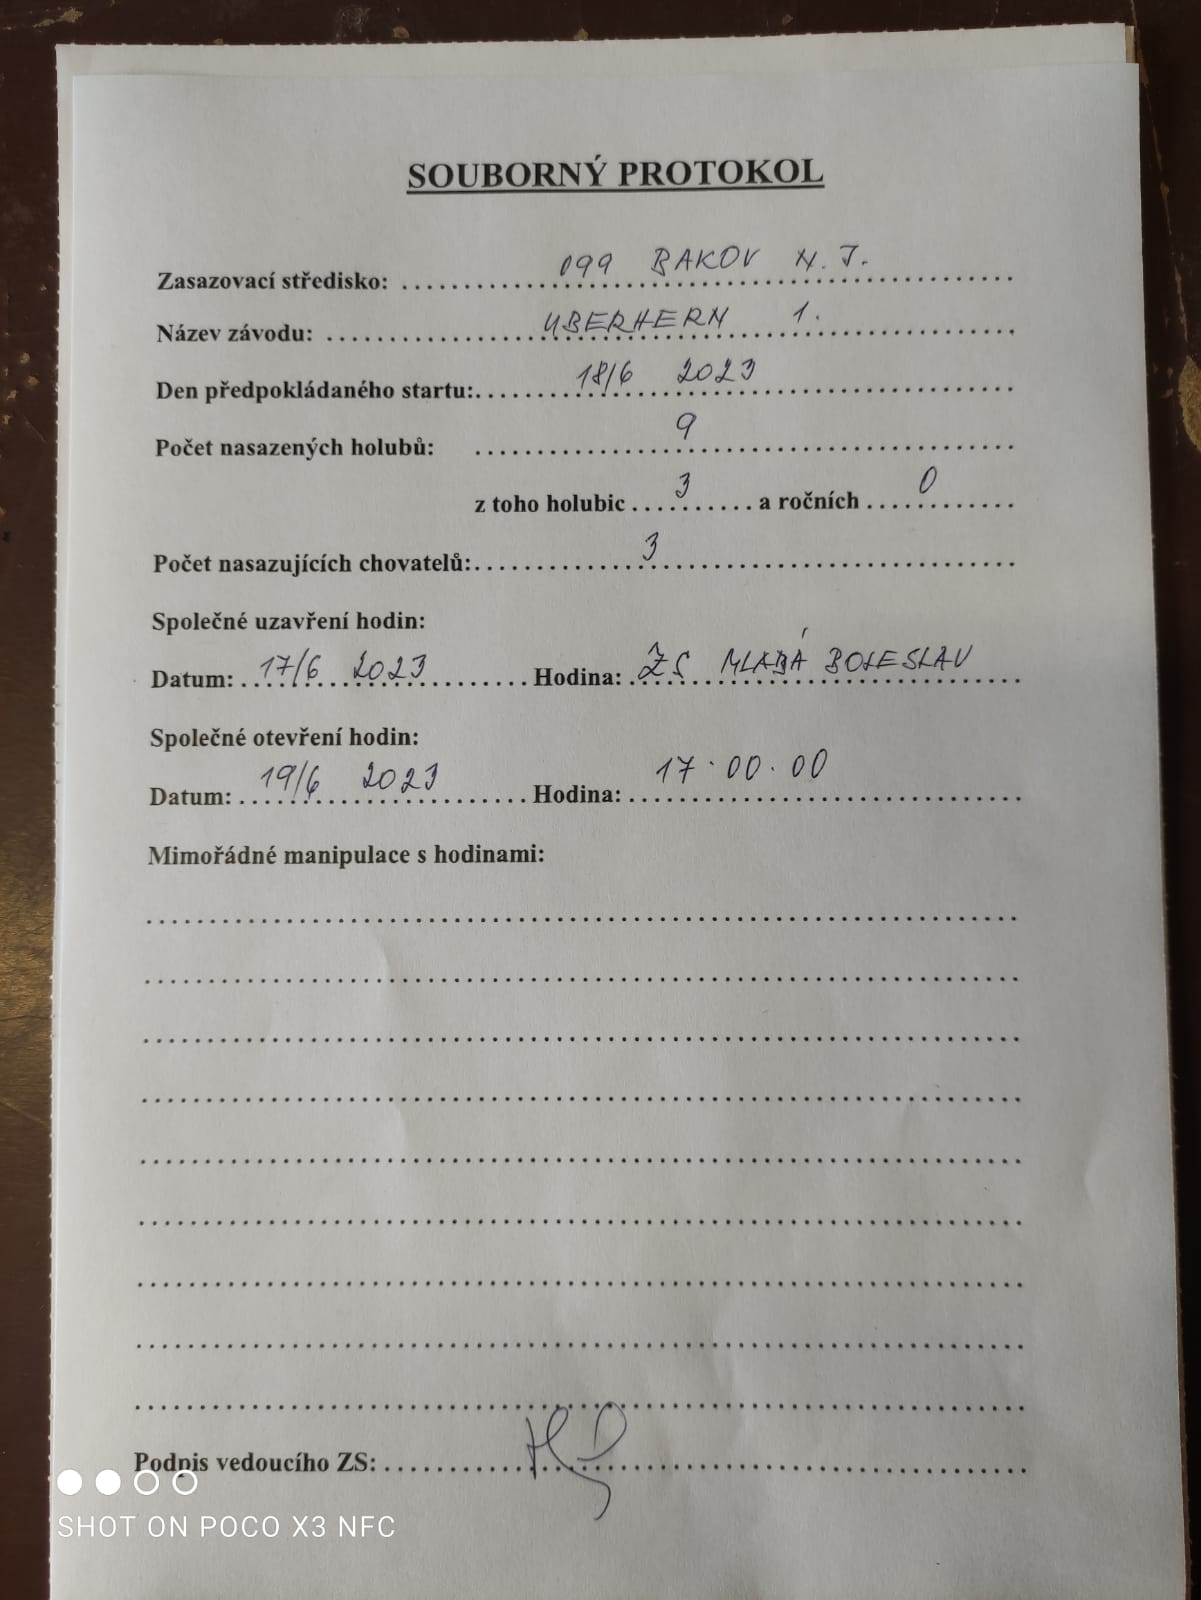 SOUBORNÝ PROTOKOL
Zasazovací středisko: 099 BAKOV N. J.
Název závodu: UBERHERN 1.
Den předpokládaného startu: 18/6 2023
Počet nasazených holubů: 9
z toho holubic 3 a ročních 0
Počet nasazujících chovatelů: 3
Společné uzavření hodin:
Datum: 17/6 2023 Hodina: ŽS MLADÁ BOLESLAV
Společné otevření hodin:
Datum: 19/6 2023 Hodina: 17.00.00
Mimořádné manipulace s hodinami:
Podpis vedoucího ZS:
SHOT ON POCO X3 NFC